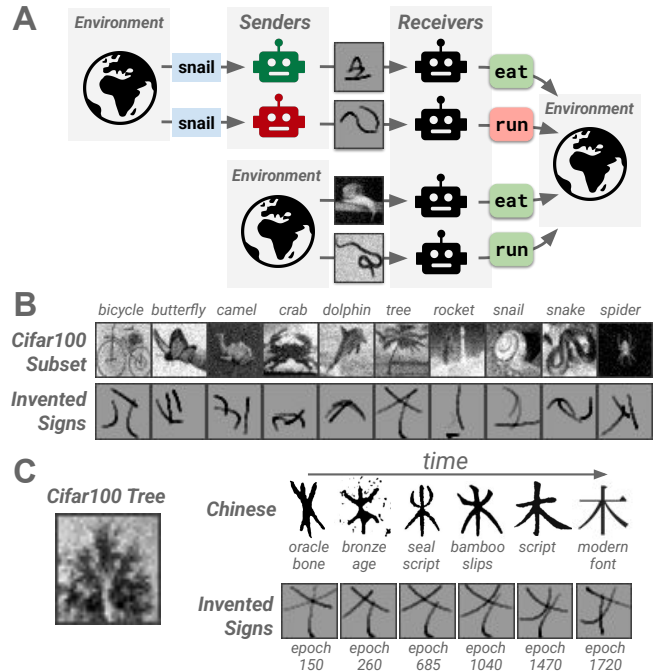 A
Environment
Senders
Receivers
snail
eat
snail
run
Environment
Environment
eat
run
B
bicycle butterfly camel crab dolphin tree rocket snail snake spider
Cifar100
Subset
Invented
Signs
C
time
Cifar100 Tree
Chinese
木
oracle
bone
bronze
age
seal
script
bamboo
slips
script
modern
font
Invented
Signs
epoch
150
epoch
260
epoch
685
epoch
1040
epoch
1470
epoch
1720